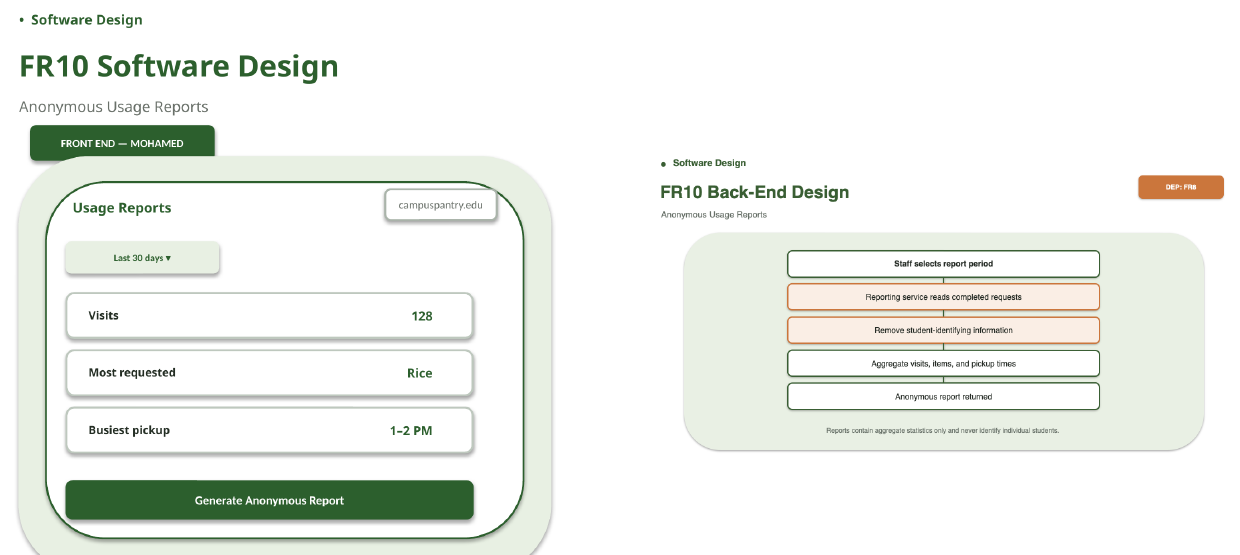 • Software Design
FR10 Software Design
Anonymous Usage Reports
FRONT END — MOHAMED
Usage Reports
campuspantry.edu
Last 30 days ▾
Visits 128
Most requested Rice
Busiest pickup 1–2 PM
Generate Anonymous Report
• Software Design
FR10 Back-End Design
DEP: FR8
Anonymous Usage Reports
Staff selects report period
Reporting service reads completed requests
Remove student-identifying information
Aggregate visits, items, and pickup times
Anonymous report returned
Reports contain aggregate statistics only and never identify individual students.